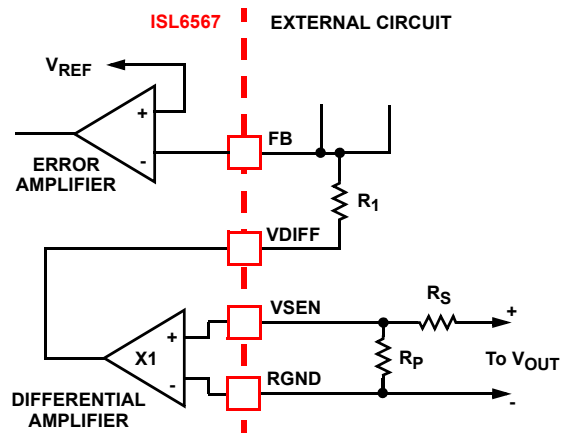 ISL6567
EXTERNAL CIRCUIT
VREF
+
-
FB
ERROR
AMPLIFIER
R1
VDIFF
VSEN
RS
+
+
X1
RP
To VOUT
-
RGND
-
DIFFERENTIAL
AMPLIFIER